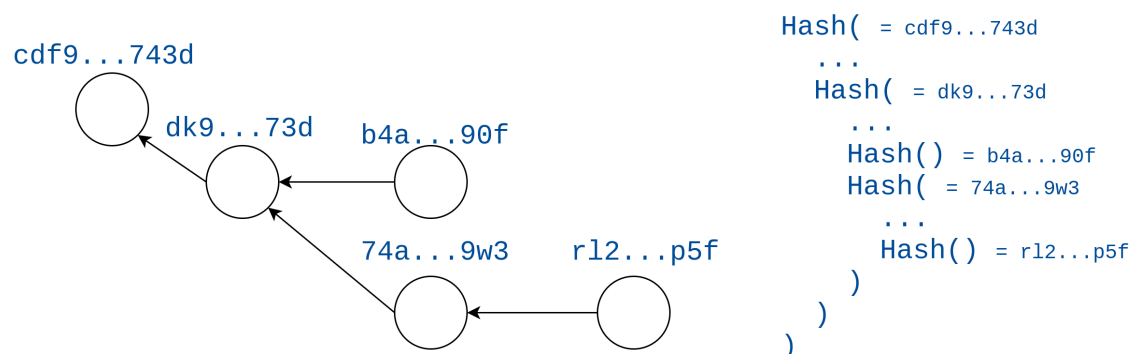 cdf9...743d
dk9...73d
b4a...90f
74a...9w3
rl2...p5f
Hash( = cdf9...743d
...
Hash( = dk9...73d
...
Hash() = b4a...90f
Hash( = 74a...9w3
...
Hash() = rl2...p5f
)
)
)